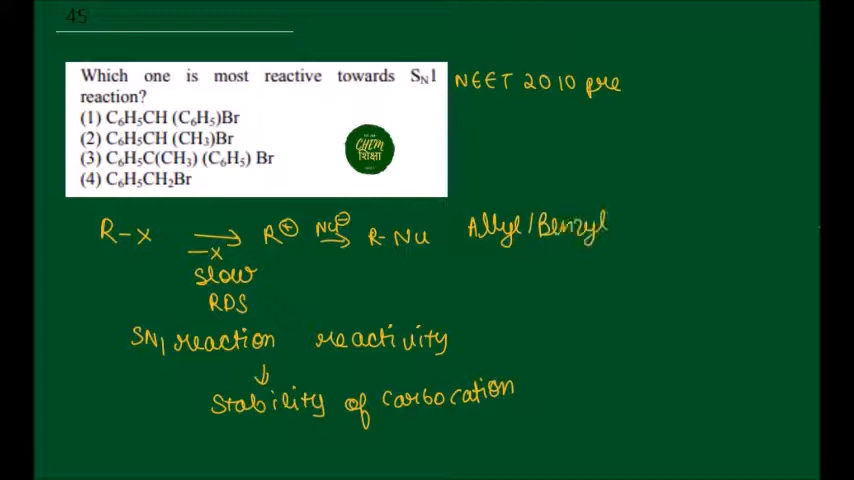 45
Which one is most reactive towards SN1
reaction?
(1) C6H5CH (C6H5)Br
(2) C6H5CH (CH3)Br
(3) C6H5C(CH3) (C6H5) Br
(4) C6H5CH2Br
NEET 2010 pre
CHEM
शिक्षा
R-X → -X R⊕ Nu⊖ → R-Nu Allyl/Benzyl
slow
RDS
SN1 reaction reactivity
↓
Stability of carbocation